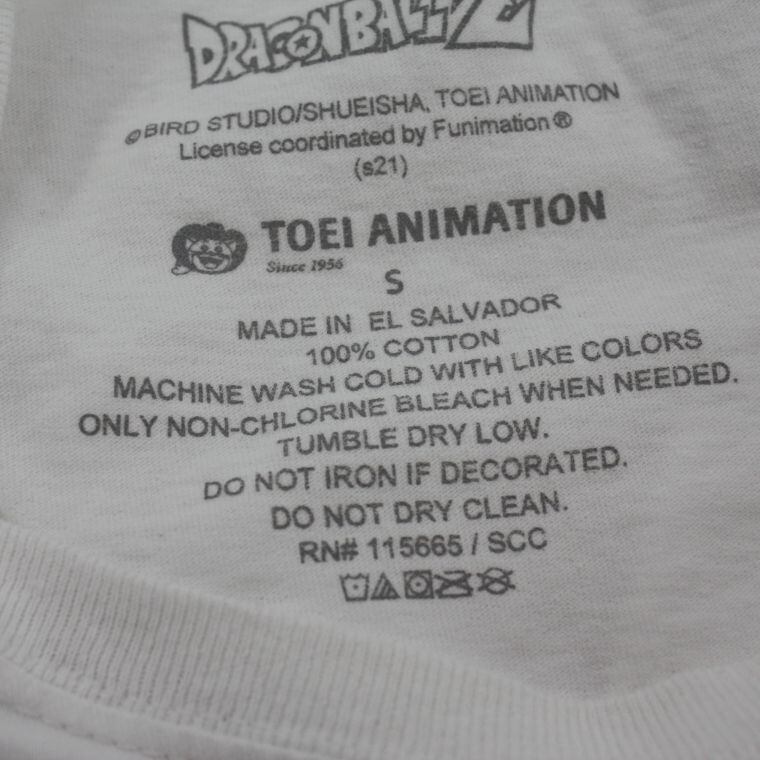 DRAGONBALL Z
©BIRD STUDIO/SHUEISHA, TOEI ANIMATION
License coordinated by Funimation®
(s21)
TOEI ANIMATION
Since 1956
S
MADE IN EL SALVADOR
100% COTTON
MACHINE WASH COLD WITH LIKE COLORS
ONLY NON-CHLORINE BLEACH WHEN NEEDED.
TUMBLE DRY LOW.
DO NOT IRON IF DECORATED.
DO NOT DRY CLEAN.
RN# 115665 / SCC